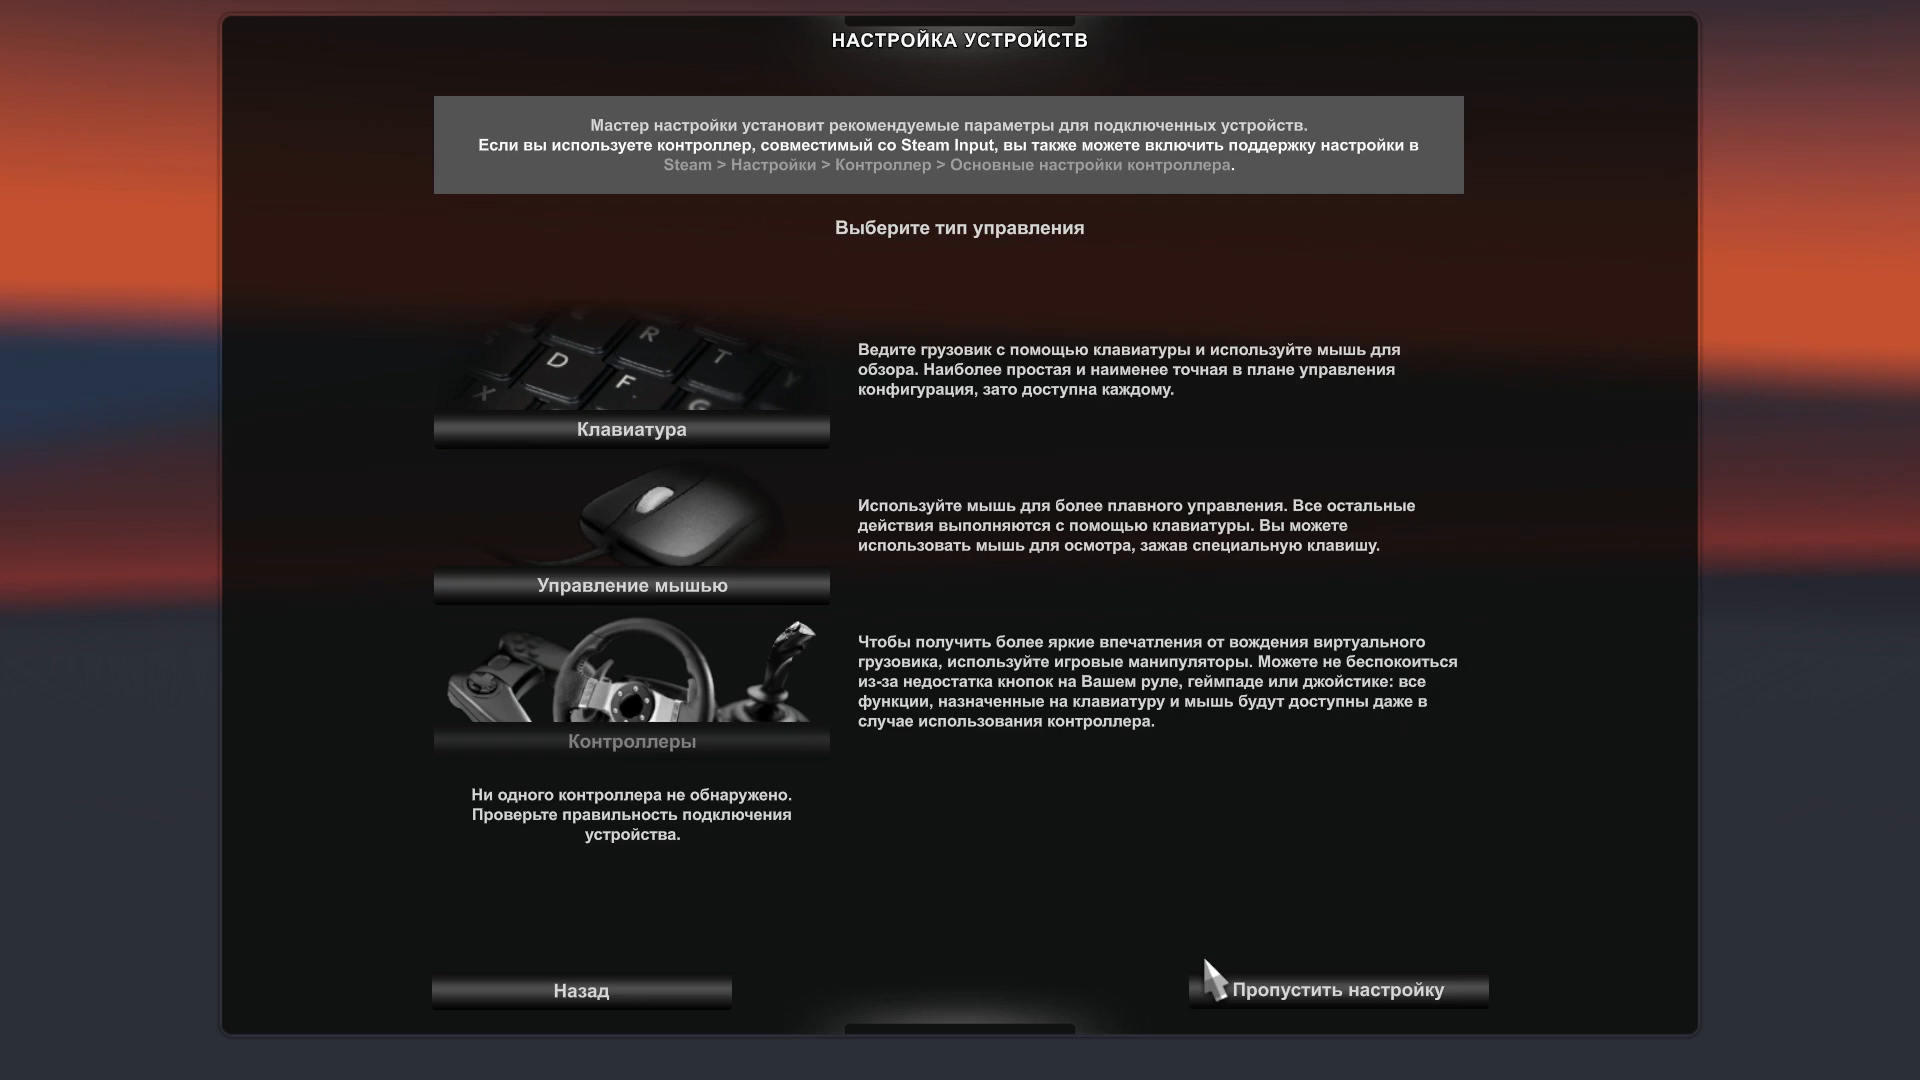 НАСТРОЙКА УСТРОЙСТВ
Мастер настройки установит рекомендуемые параметры для подключенных устройств.
Если вы используете контроллер, совместимый со Steam Input, вы также можете включить поддержку настройки в
Steam > Настройки > Контроллер > Основные настройки контроллера.
Выберите тип управления
R
T
Y
D
F
X
G
Ведите грузовик с помощью клавиатуры и используйте мышь для
обзора. Наиболее простая и наименее точная в плане управления
конфигурация, зато доступна каждому.
Клавиатура
Используйте мышь для более плавного управления. Все остальные
действия выполняются с помощью клавиатуры. Вы можете
использовать мышь для осмотра, зажав специальную клавишу.
Управление мышью
Чтобы получить более яркие впечатления от вождения виртуального
грузовика, используйте игровые манипуляторы. Можете не беспокоиться
из-за недостатка кнопок на Вашем руле, геймпаде или джойстике: все
функции, назначенные на клавиатуру и мышь будут доступны даже в
случае использования контроллера.
Контроллеры
Ни одного контроллера не обнаружено.
Проверьте правильность подключения
устройства.
Назад
Пропустить настройку